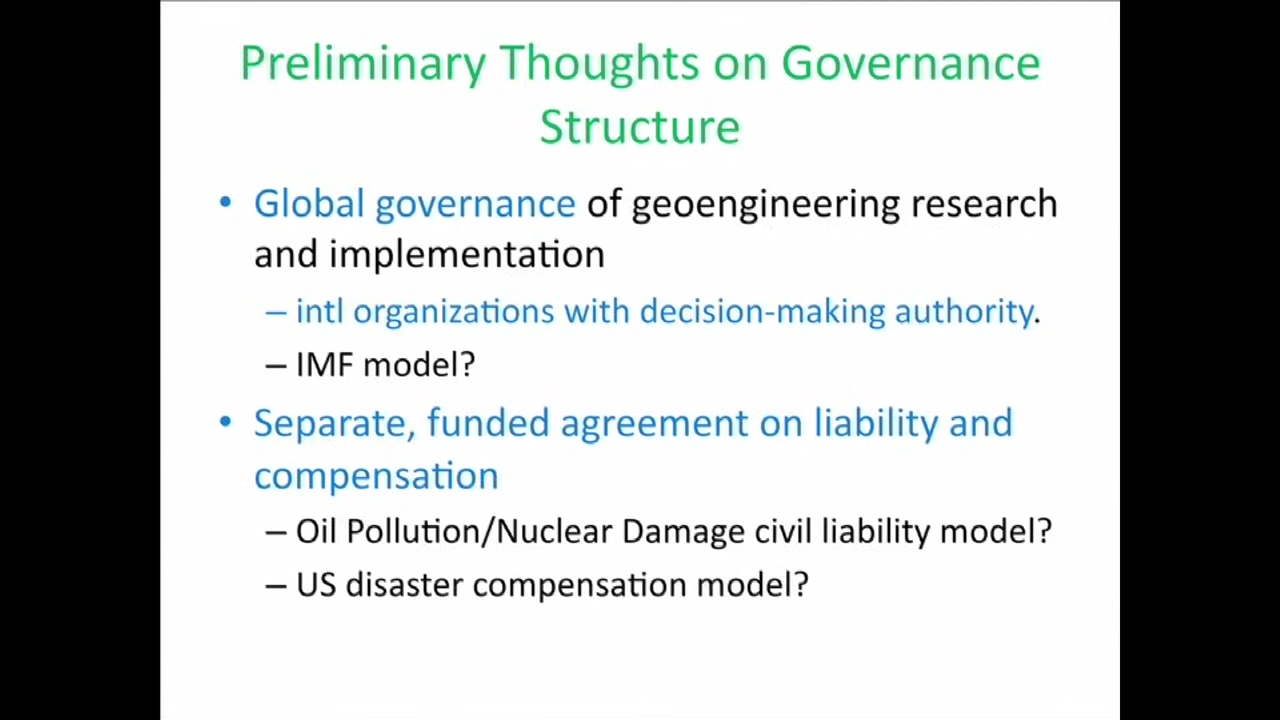 Preliminary Thoughts on Governance
Structure
• Global governance of geoengineering research
and implementation
– intl organizations with decision-making authority.
– IMF model?
• Separate, funded agreement on liability and
compensation
– Oil Pollution/Nuclear Damage civil liability model?
– US disaster compensation model?